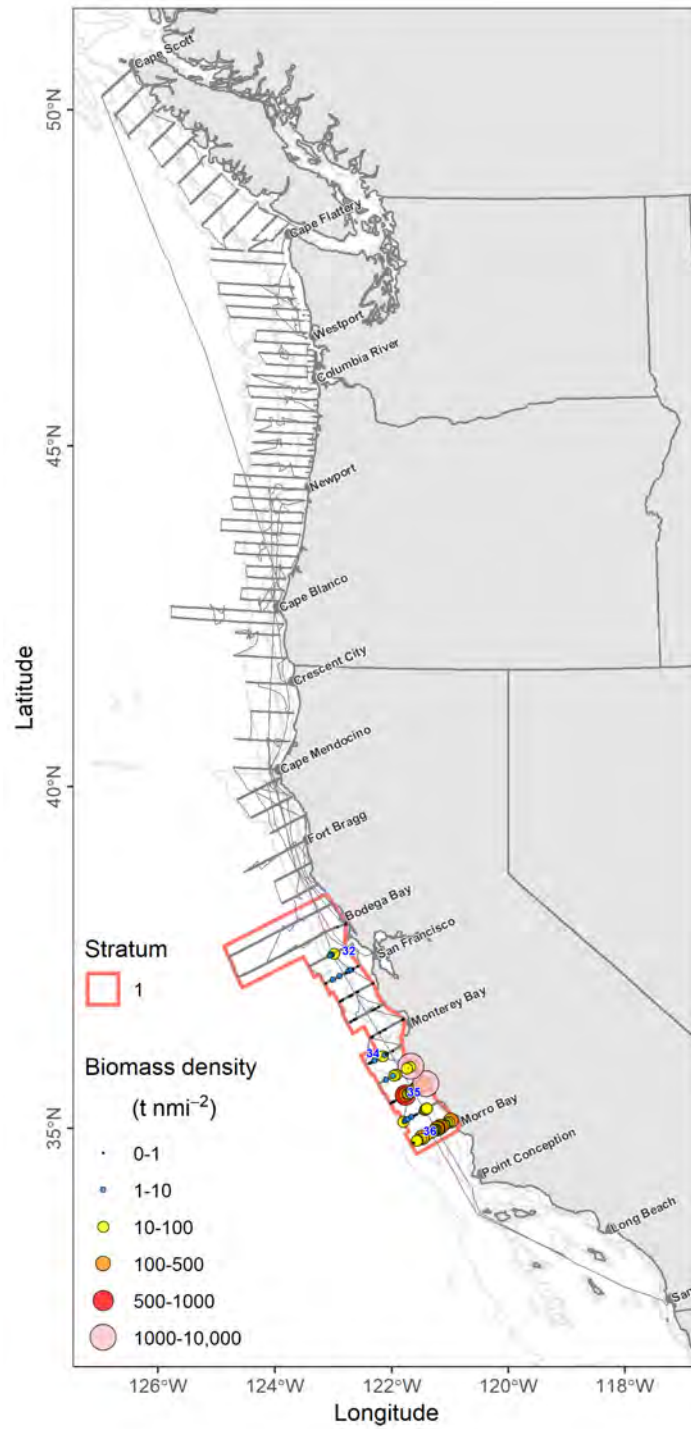 Cape Scott
50°N
Cape Flattery
Westport
Columbia River
45°N
Newport
Cape Blanco
Latitude
Crescent City
Cape Mendocino
40°N
Fort Bragg
Bodega Bay
Stratum
32
San Francisco
1
Monterey Bay
34
Biomass density
35
(t nmi−2)
35°N
36
Morro Bay
0-1
Point Conception
1-10
10-100
Long Beach
100-500
San
500-1000
1000-10,000
126°W
124°W
122°W
120°W
118°W
Longitude